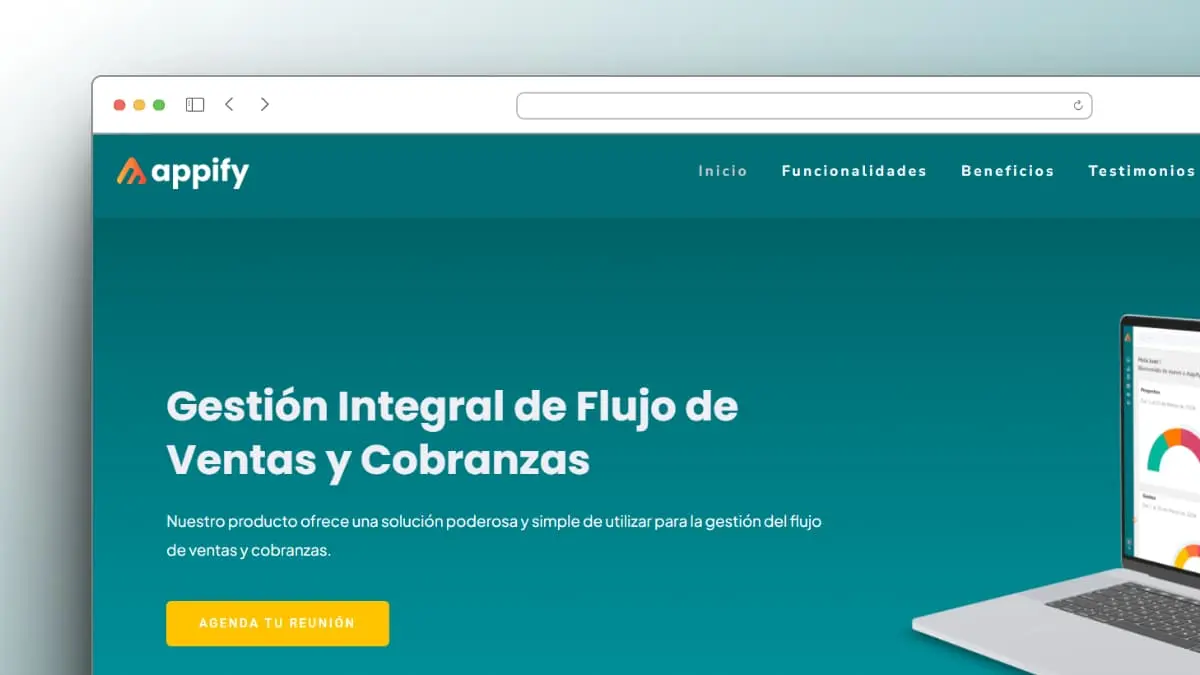 appify
Inicio Funcionalidades Beneficios Testimonios
Gestión Integral de Flujo de
Ventas y Cobranzas
Nuestro producto ofrece una solución poderosa y simple de utilizar para la gestión del flujo
de ventas y cobranzas.
AGENDA TU REUNIÓN